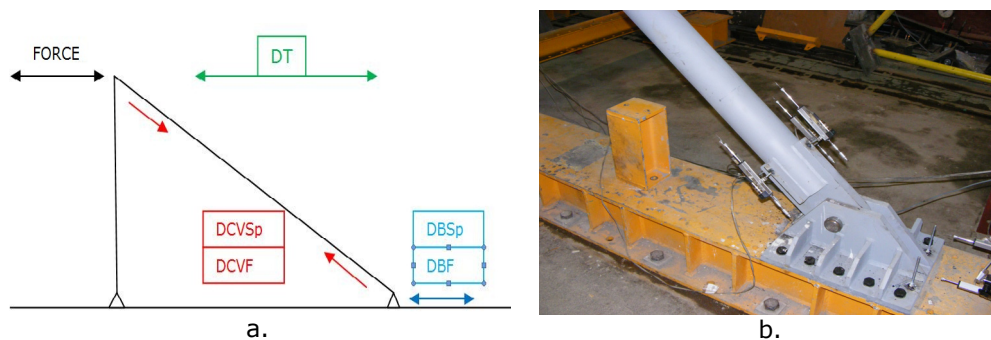 FORCE
DT
DCVSp
DCVF
DBSp
DBF
a.
b.